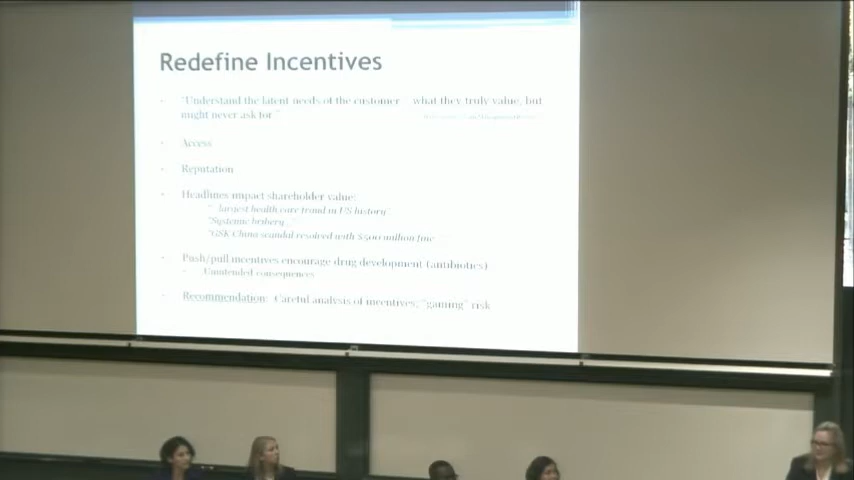 Redefine Incentives
"Understand the latent needs of the customer what they truly value, but
might never ask for."
Access
Reputation
Headlines impact shareholder value:
"...largest health care fraud in US history"
"Systemic bribery..."
"GSK China scandal resolved with $500 million fine
Push/pull incentives encourage drug development (antibiotics)
Unintended consequences
Recommendation: Careful analysis of incentives; "gaming" risk